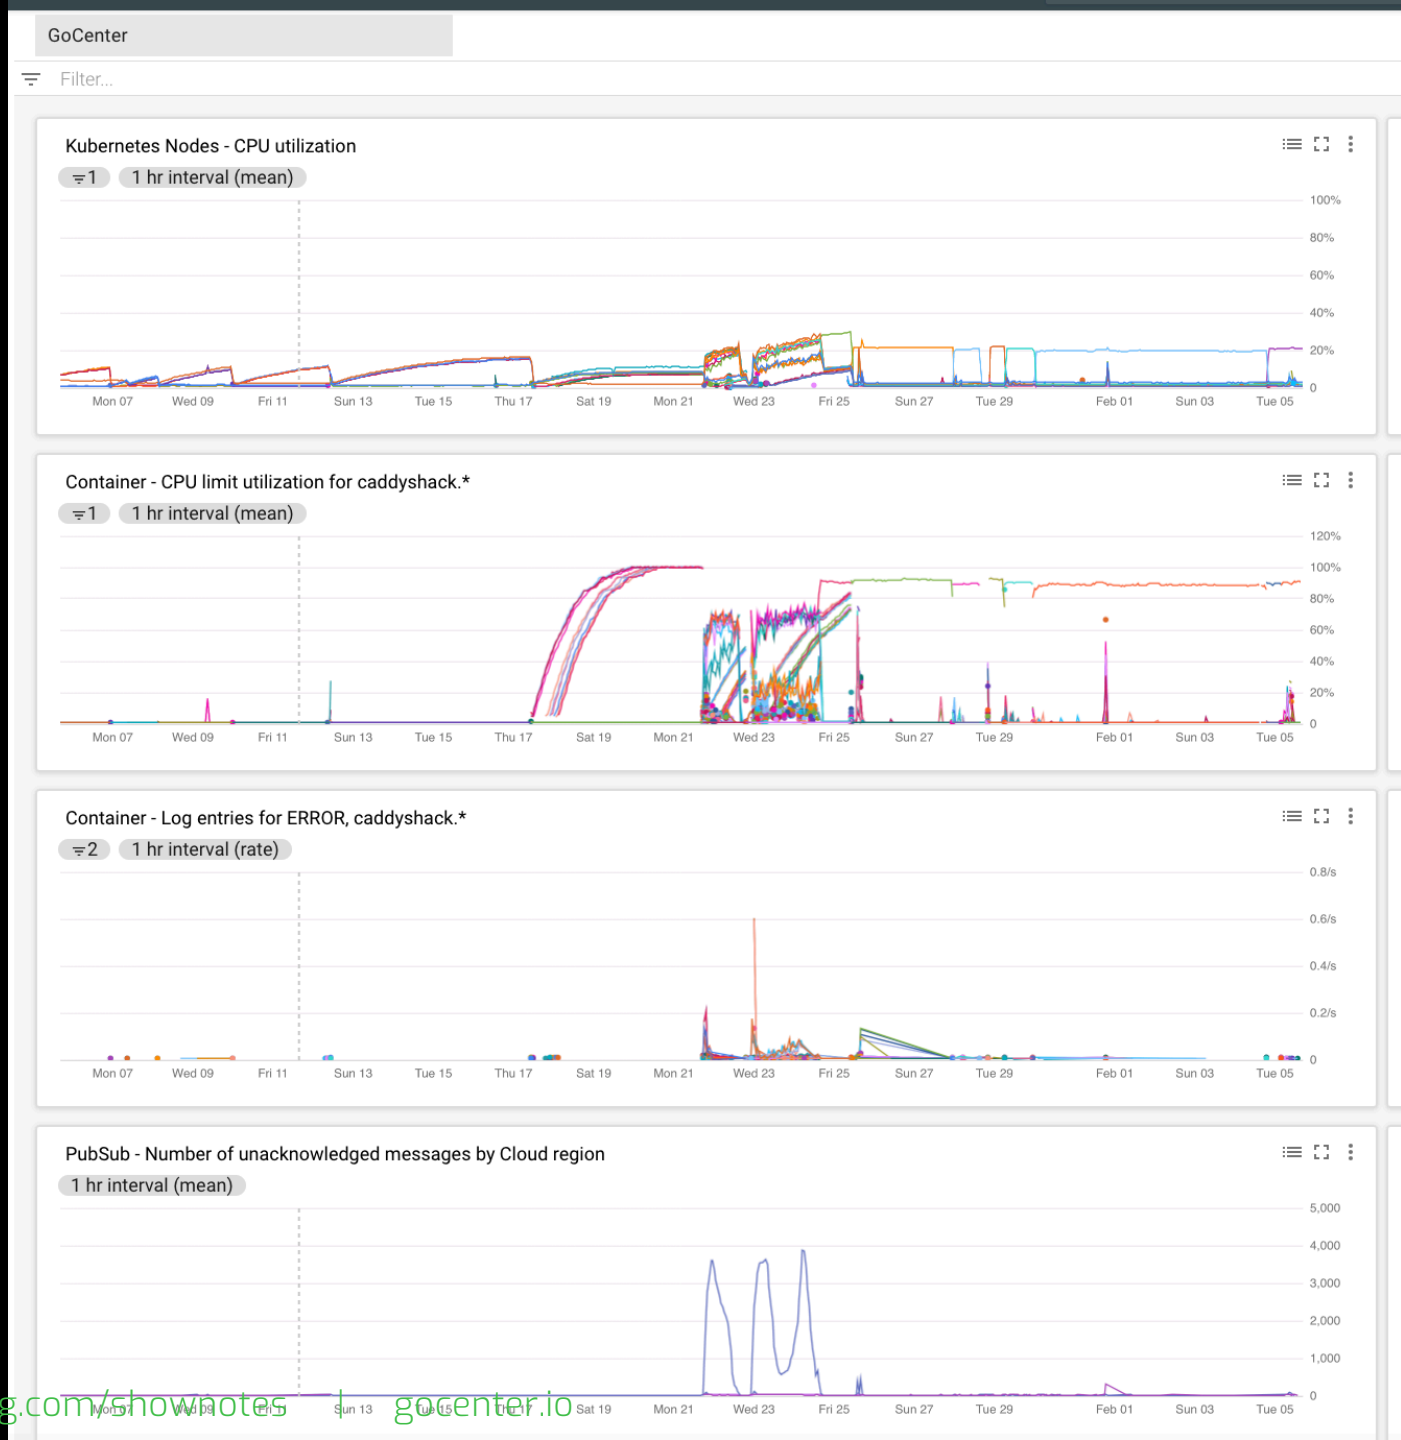 GoCenter
Filter...
Kubernetes Nodes - CPU utilization
1 1 hr interval (mean)
100%
80%
60%
40%
20%
0
Mon 07 Wed 09 Fri 11 Sun 13 Tue 15 Thu 17 Sat 19 Mon 21 Wed 23 Fri 25 Sun 27 Tue 29 Feb 01 Sun 03 Tue 05
Container - CPU limit utilization for caddyshack.*
1 1 hr interval (mean)
120%
100%
80%
60%
40%
20%
0
Mon 07 Wed 09 Fri 11 Sun 13 Tue 15 Thu 17 Sat 19 Mon 21 Wed 23 Fri 25 Sun 27 Tue 29 Feb 01 Sun 03 Tue 05
Container - Log entries for ERROR, caddyshack.*
2 1 hr interval (rate)
0.8/s
0.6/s
0.4/s
0.2/s
0
Mon 07 Wed 09 Fri 11 Sun 13 Tue 15 Thu 17 Sat 19 Mon 21 Wed 23 Fri 25 Sun 27 Tue 29 Feb 01 Sun 03 Tue 05
PubSub - Number of unacknowledged messages by Cloud region
1 hr interval (mean)
5,000
4,000
3,000
2,000
1,000
0
Mon 07 Wed 09 Fri 11 Sun 13 Tue 15 Thu 17 Sat 19 Mon 21 Wed 23 Fri 25 Sun 27 Tue 29 Feb 01 Sun 03 Tue 05
g.com/shownotes | gocenter.io